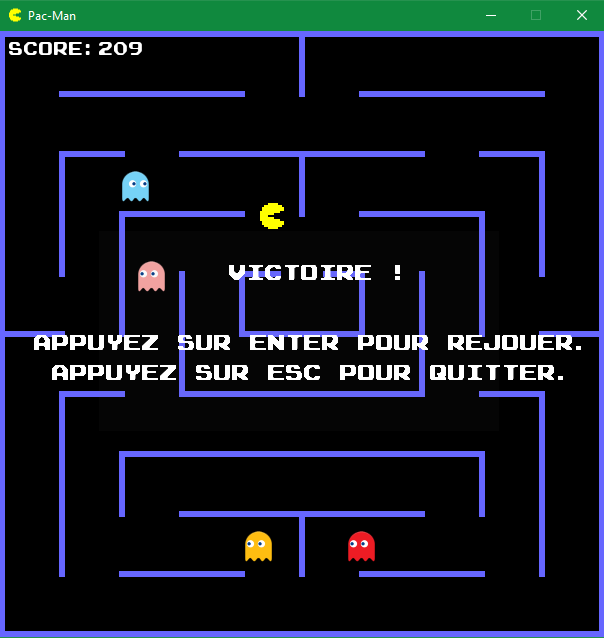 Pac-Man
SCORE: 209
VICTOIRE !
APPUYEZ SUR ENTER POUR REJOUER.
APPUYEZ SUR ESC POUR QUITTER.